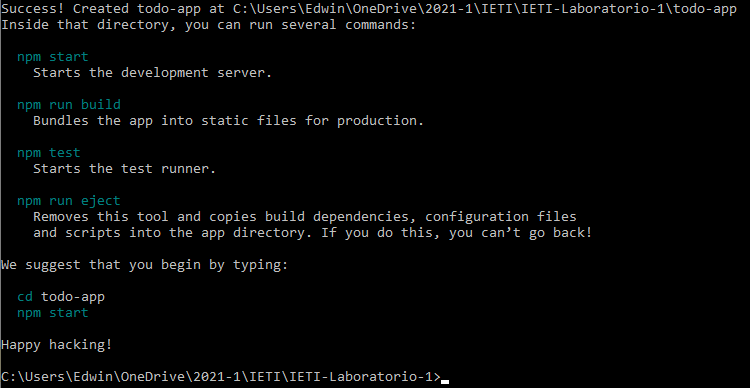 Success! Created todo-app at C:\Users\Edwin\OneDrive\2021-1\IETI\IETI-Laboratorio-1\todo-app
Inside that directory, you can run several commands:
npm start
Starts the development server.
npm run build
Bundles the app into static files for production.
npm test
Starts the test runner.
npm run eject
Removes this tool and copies build dependencies, configuration files
and scripts into the app directory. If you do this, you can’t go back!
We suggest that you begin by typing:
cd todo-app
npm start
Happy hacking!
C:\Users\Edwin\OneDrive\2021-1\IETI\IETI-Laboratorio-1>